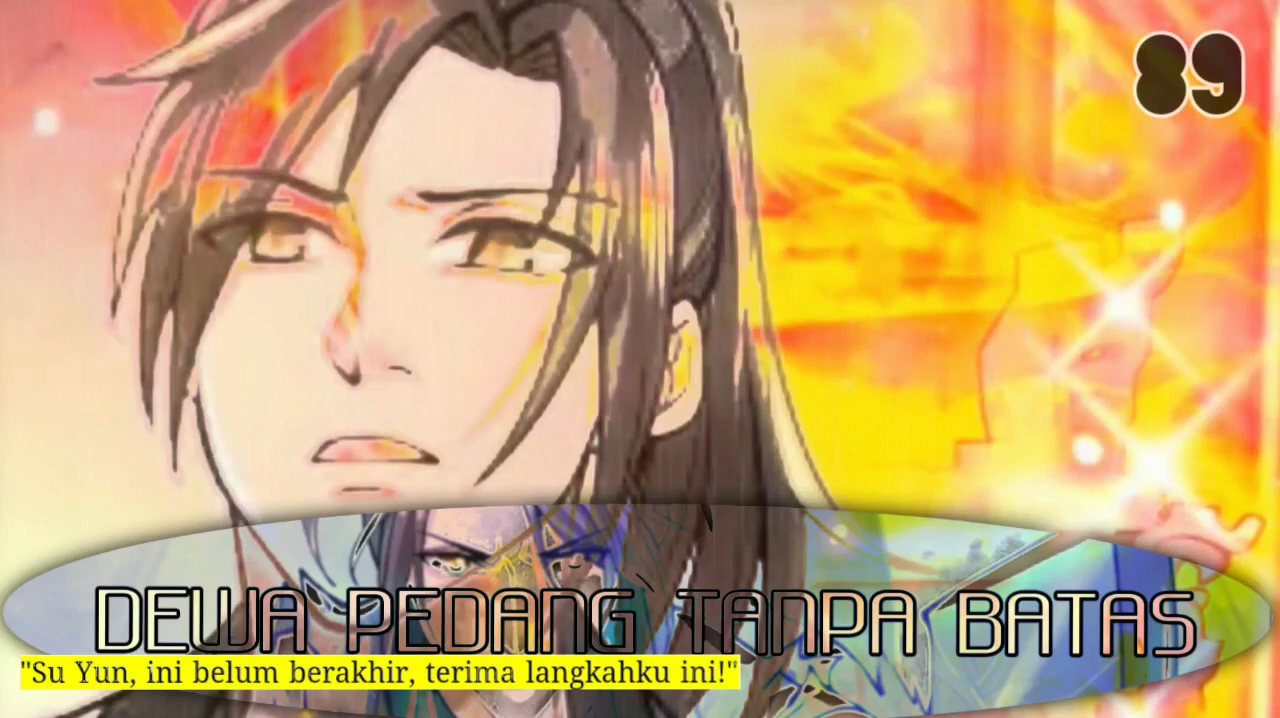 89
DEWA PEDANG TANPA BATAS
"Su Yun, ini belum berakhir, terima langkahku ini!"